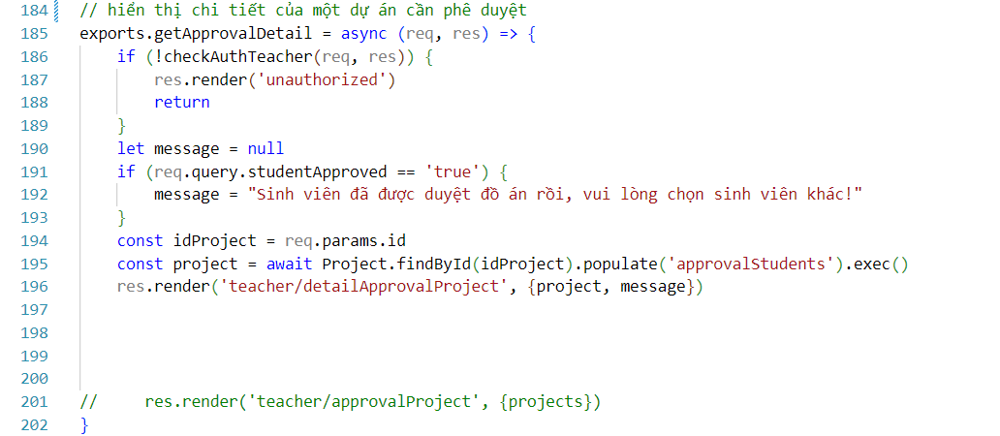 184 // hiển thị chi tiết của một dự án cần phê duyệt
185 exports.getApprovalDetail = async (req, res) => {
186     if (!checkAuthTeacher(req, res)) {
187         res.render('unauthorized')
188         return
189     }
190     let message = null
191     if (req.query.studentApproved == 'true') {
192         message = "Sinh viên đã được duyệt đồ án rồi, vui lòng chọn sinh viên khác!"
193     }
194     const idProject = req.params.id
195     const project = await Project.findById(idProject).populate('approvalStudents').exec()
196     res.render('teacher/detailApprovalProject', {project, message})
197
198
199
200
201 //     res.render('teacher/approvalProject', {projects})
202 }